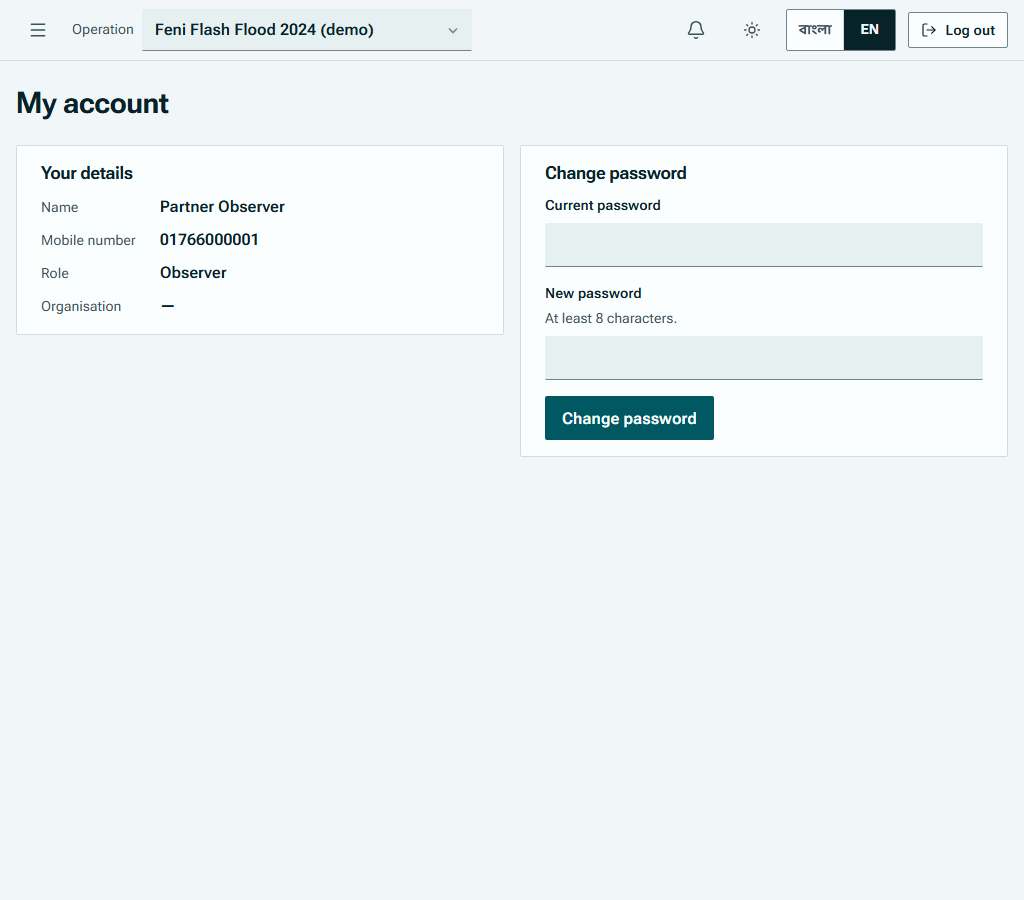 Operation
Feni Flash Flood 2024 (demo)
বাংলা
EN
Log out
My account
Your details
Name
Partner Observer
Mobile number
01766000001
Role
Observer
Organisation
—
Change password
Current password
New password
At least 8 characters.
Change password